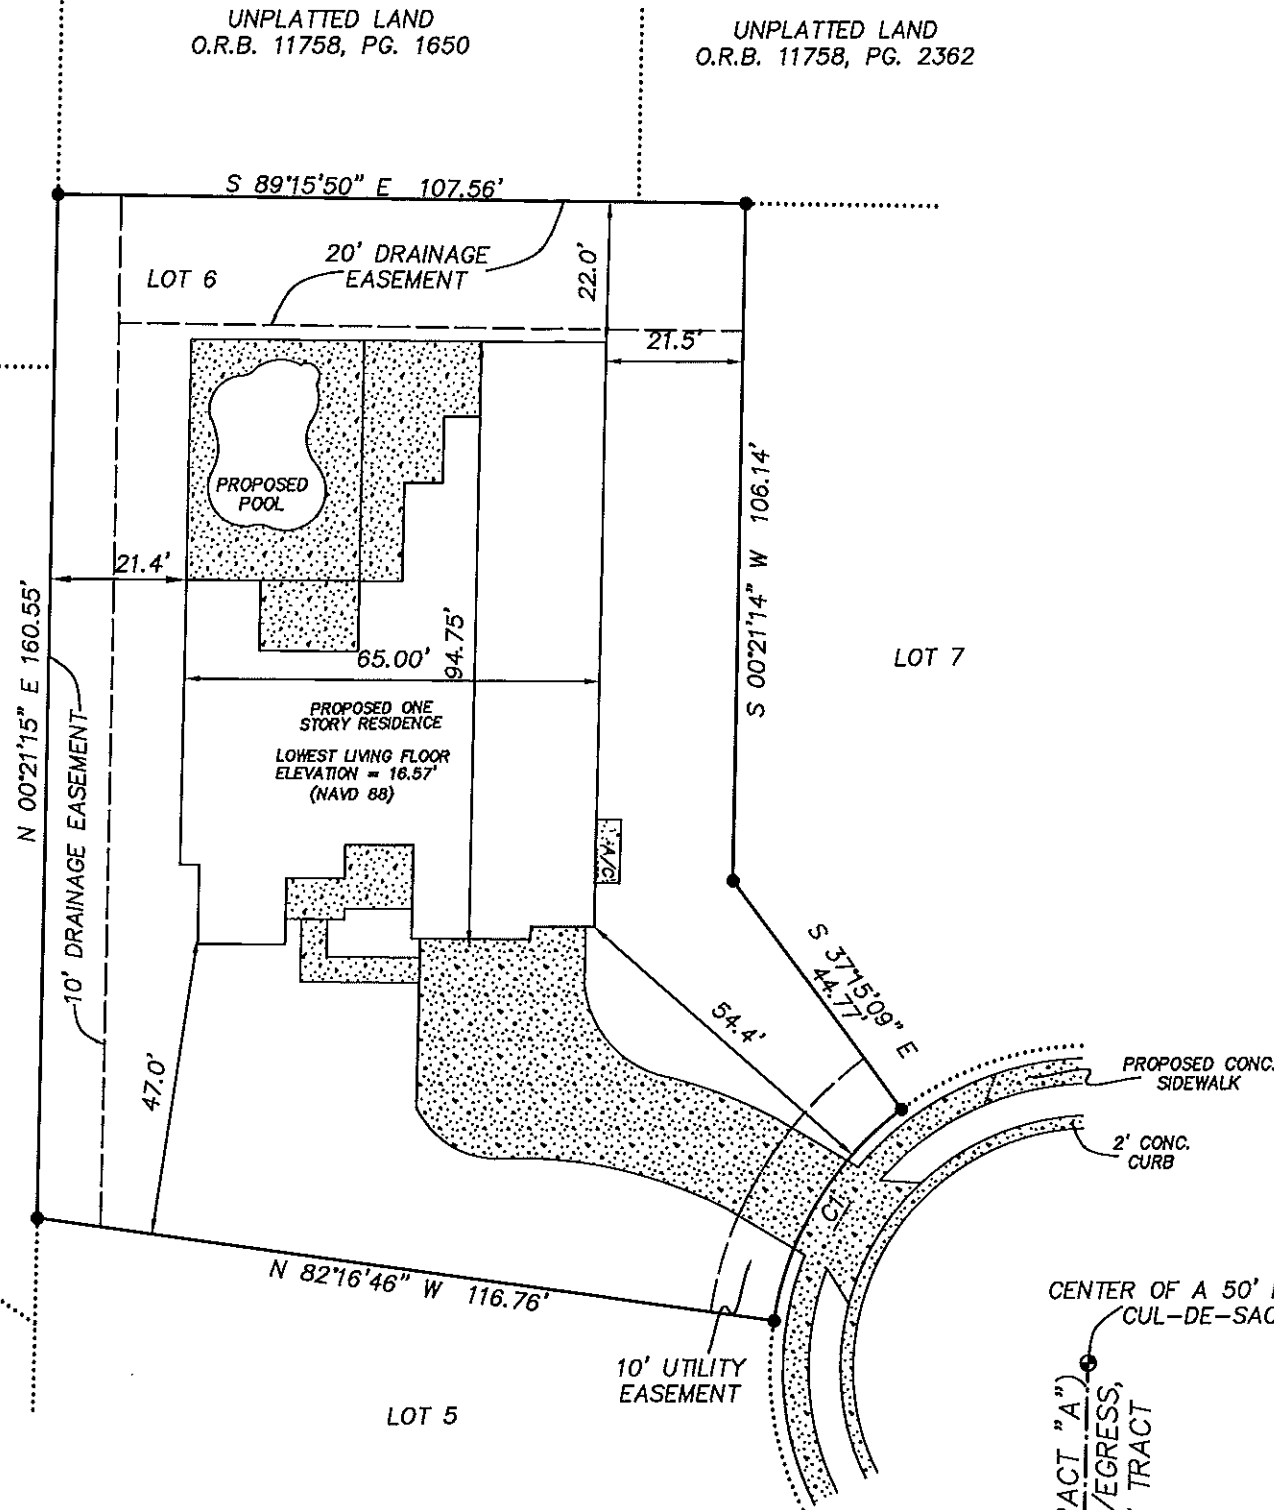 UNPLATTED LAND
O.R.B. 11758, PG. 1650
UNPLATTED LAND
O.R.B. 11758, PG. 2362
S 89°15'50" E 107.56'
20' DRAINAGE
EASEMENT
LOT 6
22.0'
21.5'
PROPOSED
POOL
S 00°21'14" W 106.14'
21.4'
N 00°21'15" E 160.55'
94.75'
65.00'
LOT 7
PROPOSED ONE
STORY RESIDENCE
LOWEST LIVING FLOOR
ELEVATION = 16.57'
(NAVD 88)
10' DRAINAGE EASEMENT
A/C
S 37°15'09" E
44.77'
54.4'
47.0'
PROPOSED CONC.
SIDEWALK
2' CONC.
CURB
C1
N 82°16'46" W 116.76'
CENTER OF A 50'
CUL-DE-SAC
10' UTILITY
EASEMENT
LOT 5
ACT "A")
/EGRESS,
TRACT